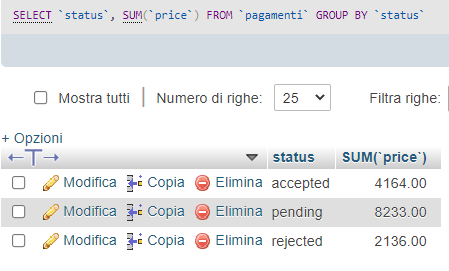 SELECT `status`, SUM(`price`) FROM `pagamenti` GROUP BY `status`
Mostra tutti Numero di righe: 25 Filtra righe:
+ Opzioni
←T→ status SUM(`price`)
Modifica Copia Elimina accepted 4164.00
Modifica Copia Elimina pending 8233.00
Modifica Copia Elimina rejected 2136.00